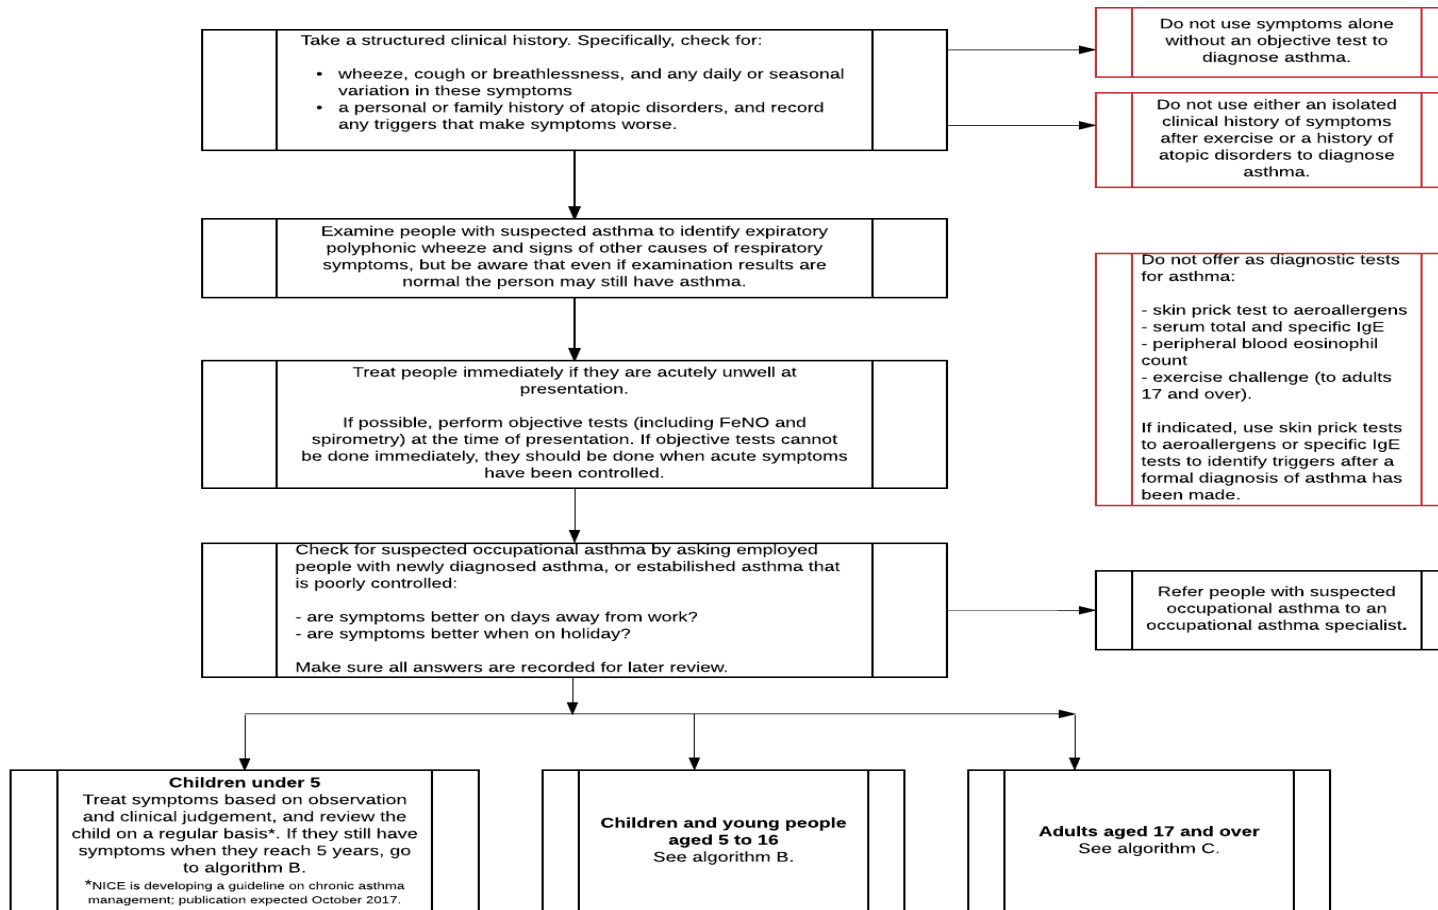 Take a structured clinical history. Specifically, check for:
• wheeze, cough or breathlessness, and any daily or seasonal
variation in these symptoms
• a personal or family history of atopic disorders, and record
any triggers that make symptoms worse.
Do not use symptoms alone
without an objective test to
diagnose asthma.
Do not use either an isolated
clinical history of symptoms
after exercise or a history of
atopic disorders to diagnose
asthma.
Examine people with suspected asthma to identify expiratory
polyphonic wheeze and signs of other causes of respiratory
symptoms, but be aware that even if examination results are
normal the person may still have asthma.
Do not offer as diagnostic tests
for asthma:
- skin prick test to aeroallergens
- serum total and specific IgE
- peripheral blood eosinophil
count
- exercise challenge (to adults
17 and over).
If indicated, use skin prick tests
to aeroallergens or specific IgE
tests to identify triggers after a
formal diagnosis of asthma has
been made.
Treat people immediately if they are acutely unwell at
presentation.
If possible, perform objective tests (including FeNO and
spirometry) at the time of presentation. If objective tests cannot
be done immediately, they should be done when acute symptoms
have been controlled.
Check for suspected occupational asthma by asking employed
people with newly diagnosed asthma, or estabilished asthma that
is poorly controlled:
- are symptoms better on days away from work?
- are symptoms better when on holiday?
Make sure all answers are recorded for later review.
Refer people with suspected
occupational asthma to an
occupational asthma specialist.
Children under 5
Treat symptoms based on observation
and clinical judgement, and review the
child on a regular basis*. If they still have
symptoms when they reach 5 years, go
to algorithm B.
*NICE is developing a guideline on chronic asthma
management; publication expected October 2017.
Children and young people
aged 5 to 16
See algorithm B.
Adults aged 17 and over
See algorithm C.